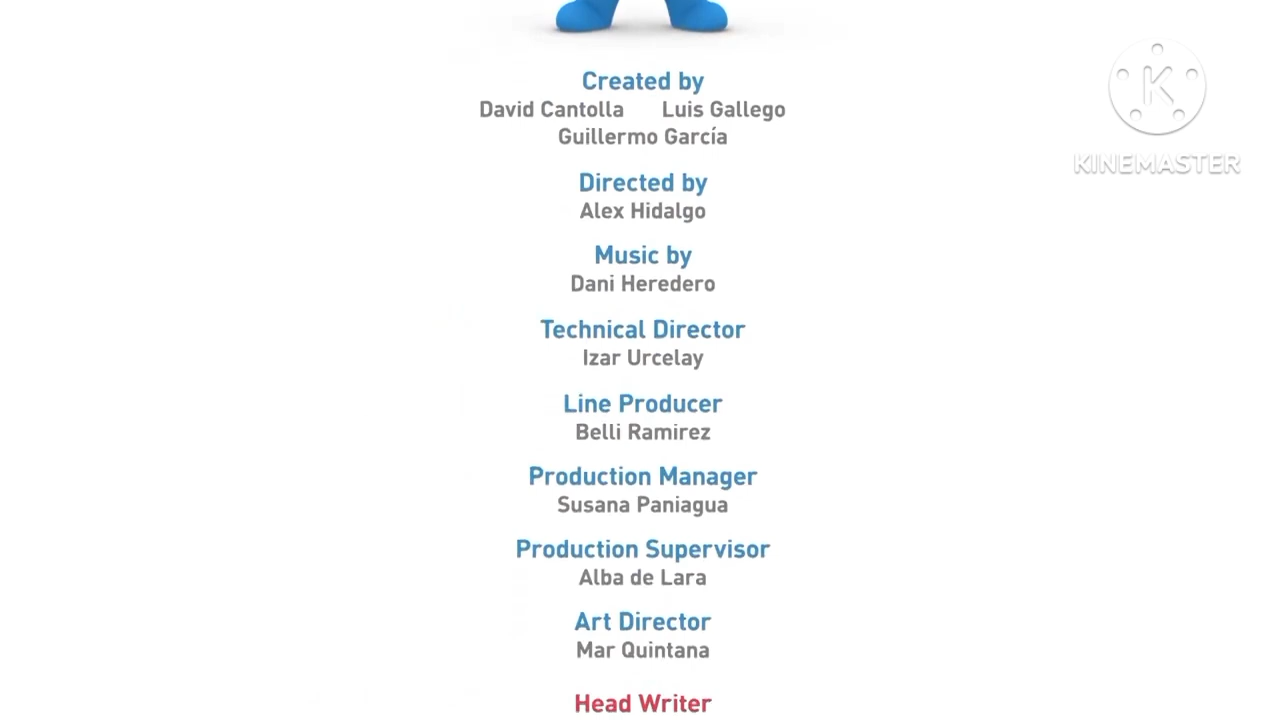 Created by
David Cantolla Luis Gallego
Guillermo García
Directed by
Alex Hidalgo
Music by
Dani Heredero
Technical Director
Izar Urcelay
Line Producer
Belli Ramirez
Production Manager
Susana Paniagua
Production Supervisor
Alba de Lara
Art Director
Mar Quintana
Head Writer
K
KINEMASTER